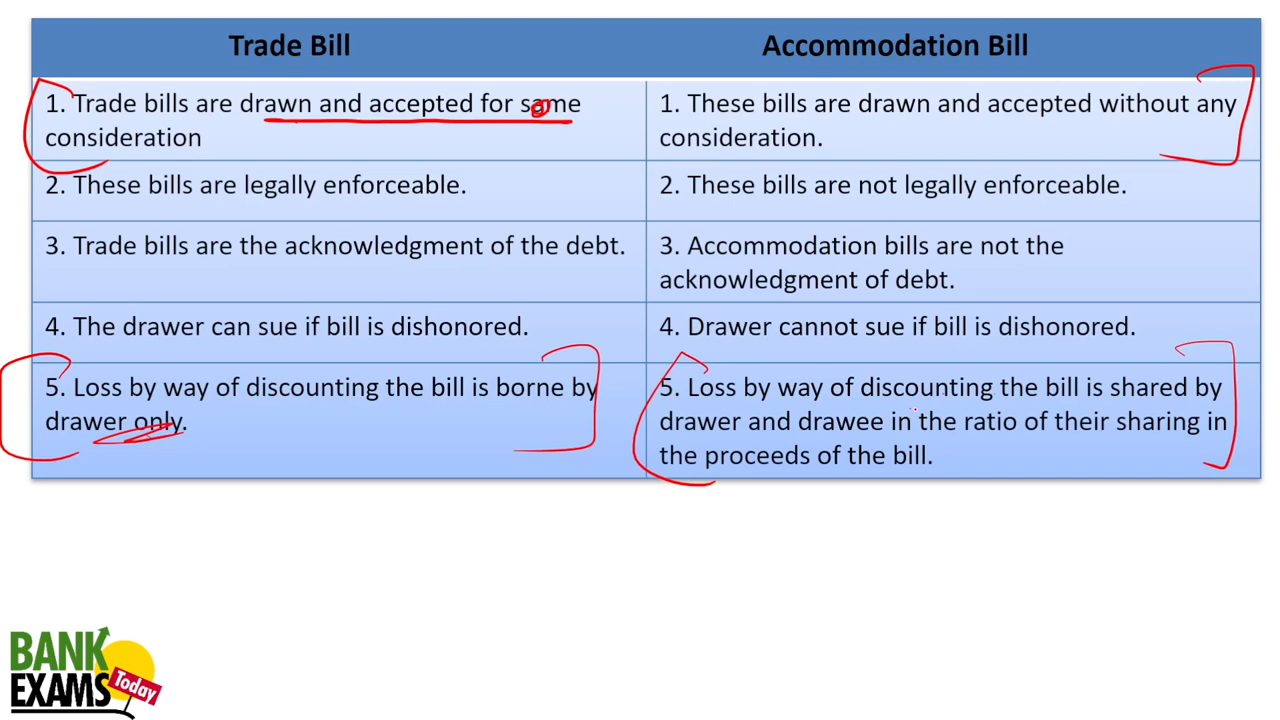 Trade Bill
Accommodation Bill
1. Trade bills are drawn and accepted for same
consideration
1. These bills are drawn and accepted without any
consideration.
2. These bills are legally enforceable.
2. These bills are not legally enforceable.
3. Trade bills are the acknowledgment of the debt.
3. Accommodation bills are not the
acknowledgment of debt.
4. The drawer can sue if bill is dishonored.
4. Drawer cannot sue if bill is dishonored.
5. Loss by way of discounting the bill is borne by
drawer only.
5. Loss by way of discounting the bill is shared by
drawer and drawee in the ratio of their sharing in
the proceeds of the bill.
BANK
EXAMS
Today